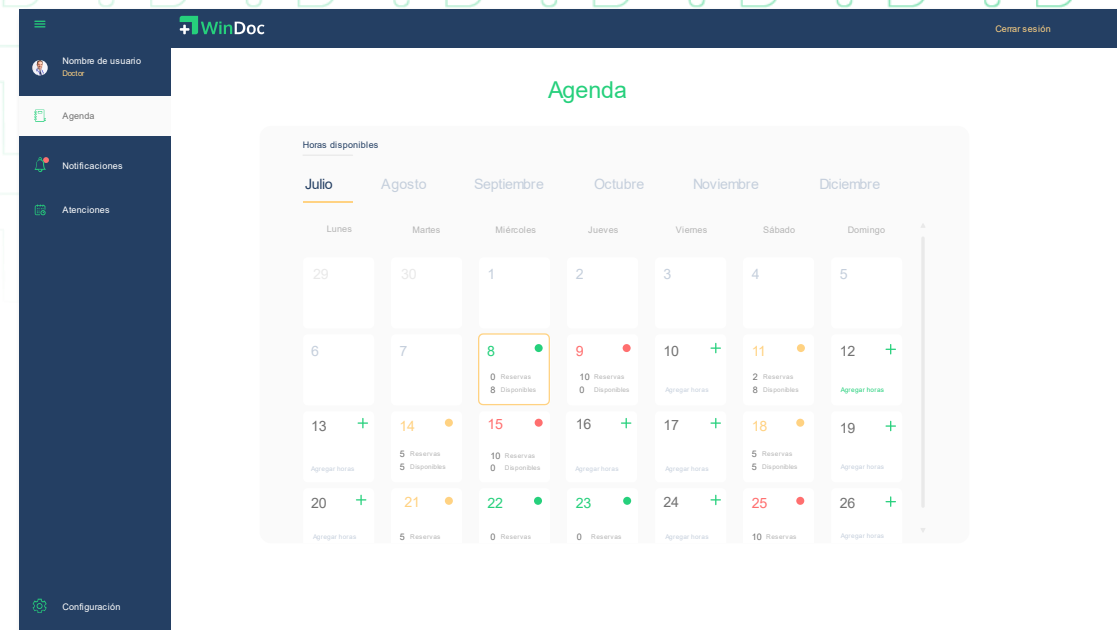 WinDoc
Cerrar sesión
Nombre de usuario
Doctor
Agenda
Notificaciones
Atenciones
Configuración
Agenda
Horas disponibles
Julio Agosto Septiembre Octubre Noviembre Diciembre
Lunes Martes Miércoles Jueves Viernes Sábado Domingo
29 30 1 2 3 4 5
6 7 8 9 10 + 11 12 +
0 Reservas 10 Reservas 2 Reservas
8 Disponibles 0 Disponibles Agregar horas 8 Disponibles Agregar horas
13 + 14 15 16 + 17 + 18 19 +
5 Reservas 10 Reservas 5 Reservas
Agregar horas 5 Disponibles 0 Disponibles Agregar horas Agregar horas 5 Disponibles Agregar horas
20 + 21 22 23 24 + 25 26 +
Agregar horas 5 Reservas 0 Reservas 0 Reservas Agregar horas 10 Reservas Agregar horas